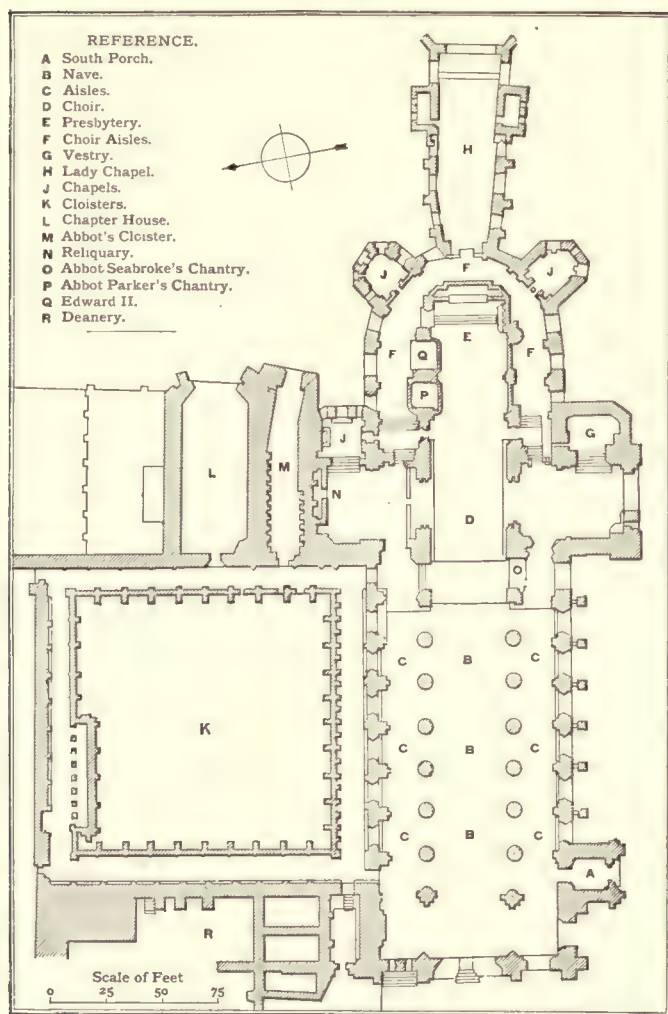 REFERENCE.
A South Porch.
B Nave.
C Aisles.
D Choir.
E Presbytery.
F Choir Aisles.
G Vestry.
H Lady Chapel.
J Chapels.
K Cloisters.
L Chapter House.
M Abbot's Cloister.
N Reliquary.
O Abbot Seabroke's Chantry.
P Abbot Parker's Chantry.
Q Edward II.
R Deanery.
G
H
F
J
J
E
F
Q
F
P
J
G
L
M
N
D
O
C
B
C
K
C
B
C
C
B
C
A
R
Scale of Feet
0 25 50 75